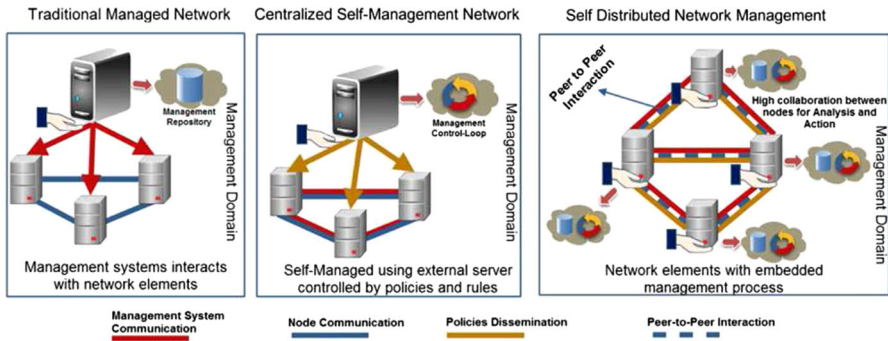 Traditional Managed Network
Management
Repository
Management Domain
Management systems interacts
with network elements
Centralized Self-Management Network
Management
Control-Loop
Management Domain
Self-Managed using external server
controlled by policies and rules
Self Distributed Network Management
Peer to Peer
Interaction
High collaboration between
nodes for Analysis and
Action
Management Domain
Network elements with embedded
management process
Management System
Communication
Node Communication
Policies Dissemination
Peer-to-Peer Interaction